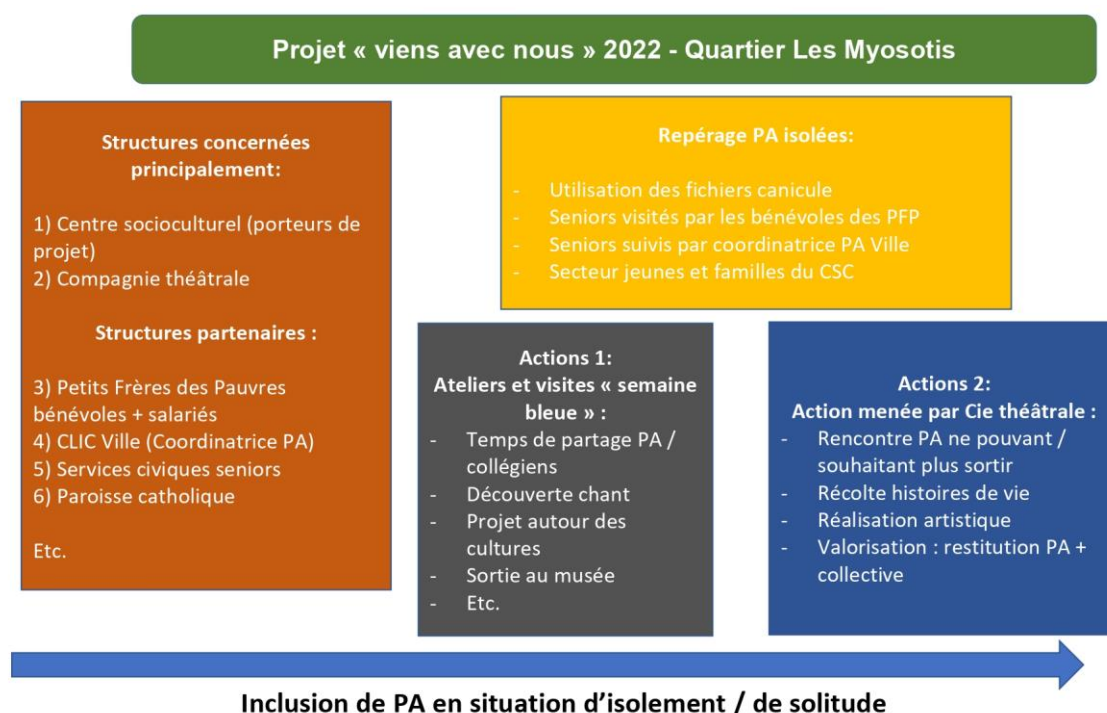 Projet « viens avec nous » 2022 - Quartier Les Myosotis
Structures concernées
principalement:
1) Centre socioculturel (porteurs de
projet)
2) Compagnie théâtrale
Structures partenaires :
3) Petits Frères des Pauvres
bénévoles + salariés
4) CLIC Ville (Coordinatrice PA)
5) Services civiques seniors
6) Paroisse catholique
Etc.
Repérage PA isolées:
- Utilisation des fichiers canicule
- Seniors visités par les bénévoles des PFP
- Seniors suivis par coordinatrice PA Ville
- Secteur jeunes et familles du CSC
Actions 1:
Ateliers et visites « semaine
bleue » :
- Temps de partage PA /
collégiens
- Découverte chant
- Projet autour des
cultures
- Sortie au musée
- Etc.
Actions 2:
Action menée par Cie théâtrale :
- Rencontre PA ne pouvant /
souhaitant plus sortir
- Récolte histoires de vie
- Réalisation artistique
- Valorisation : restitution PA +
collective
Inclusion de PA en situation d'isolement / de solitude